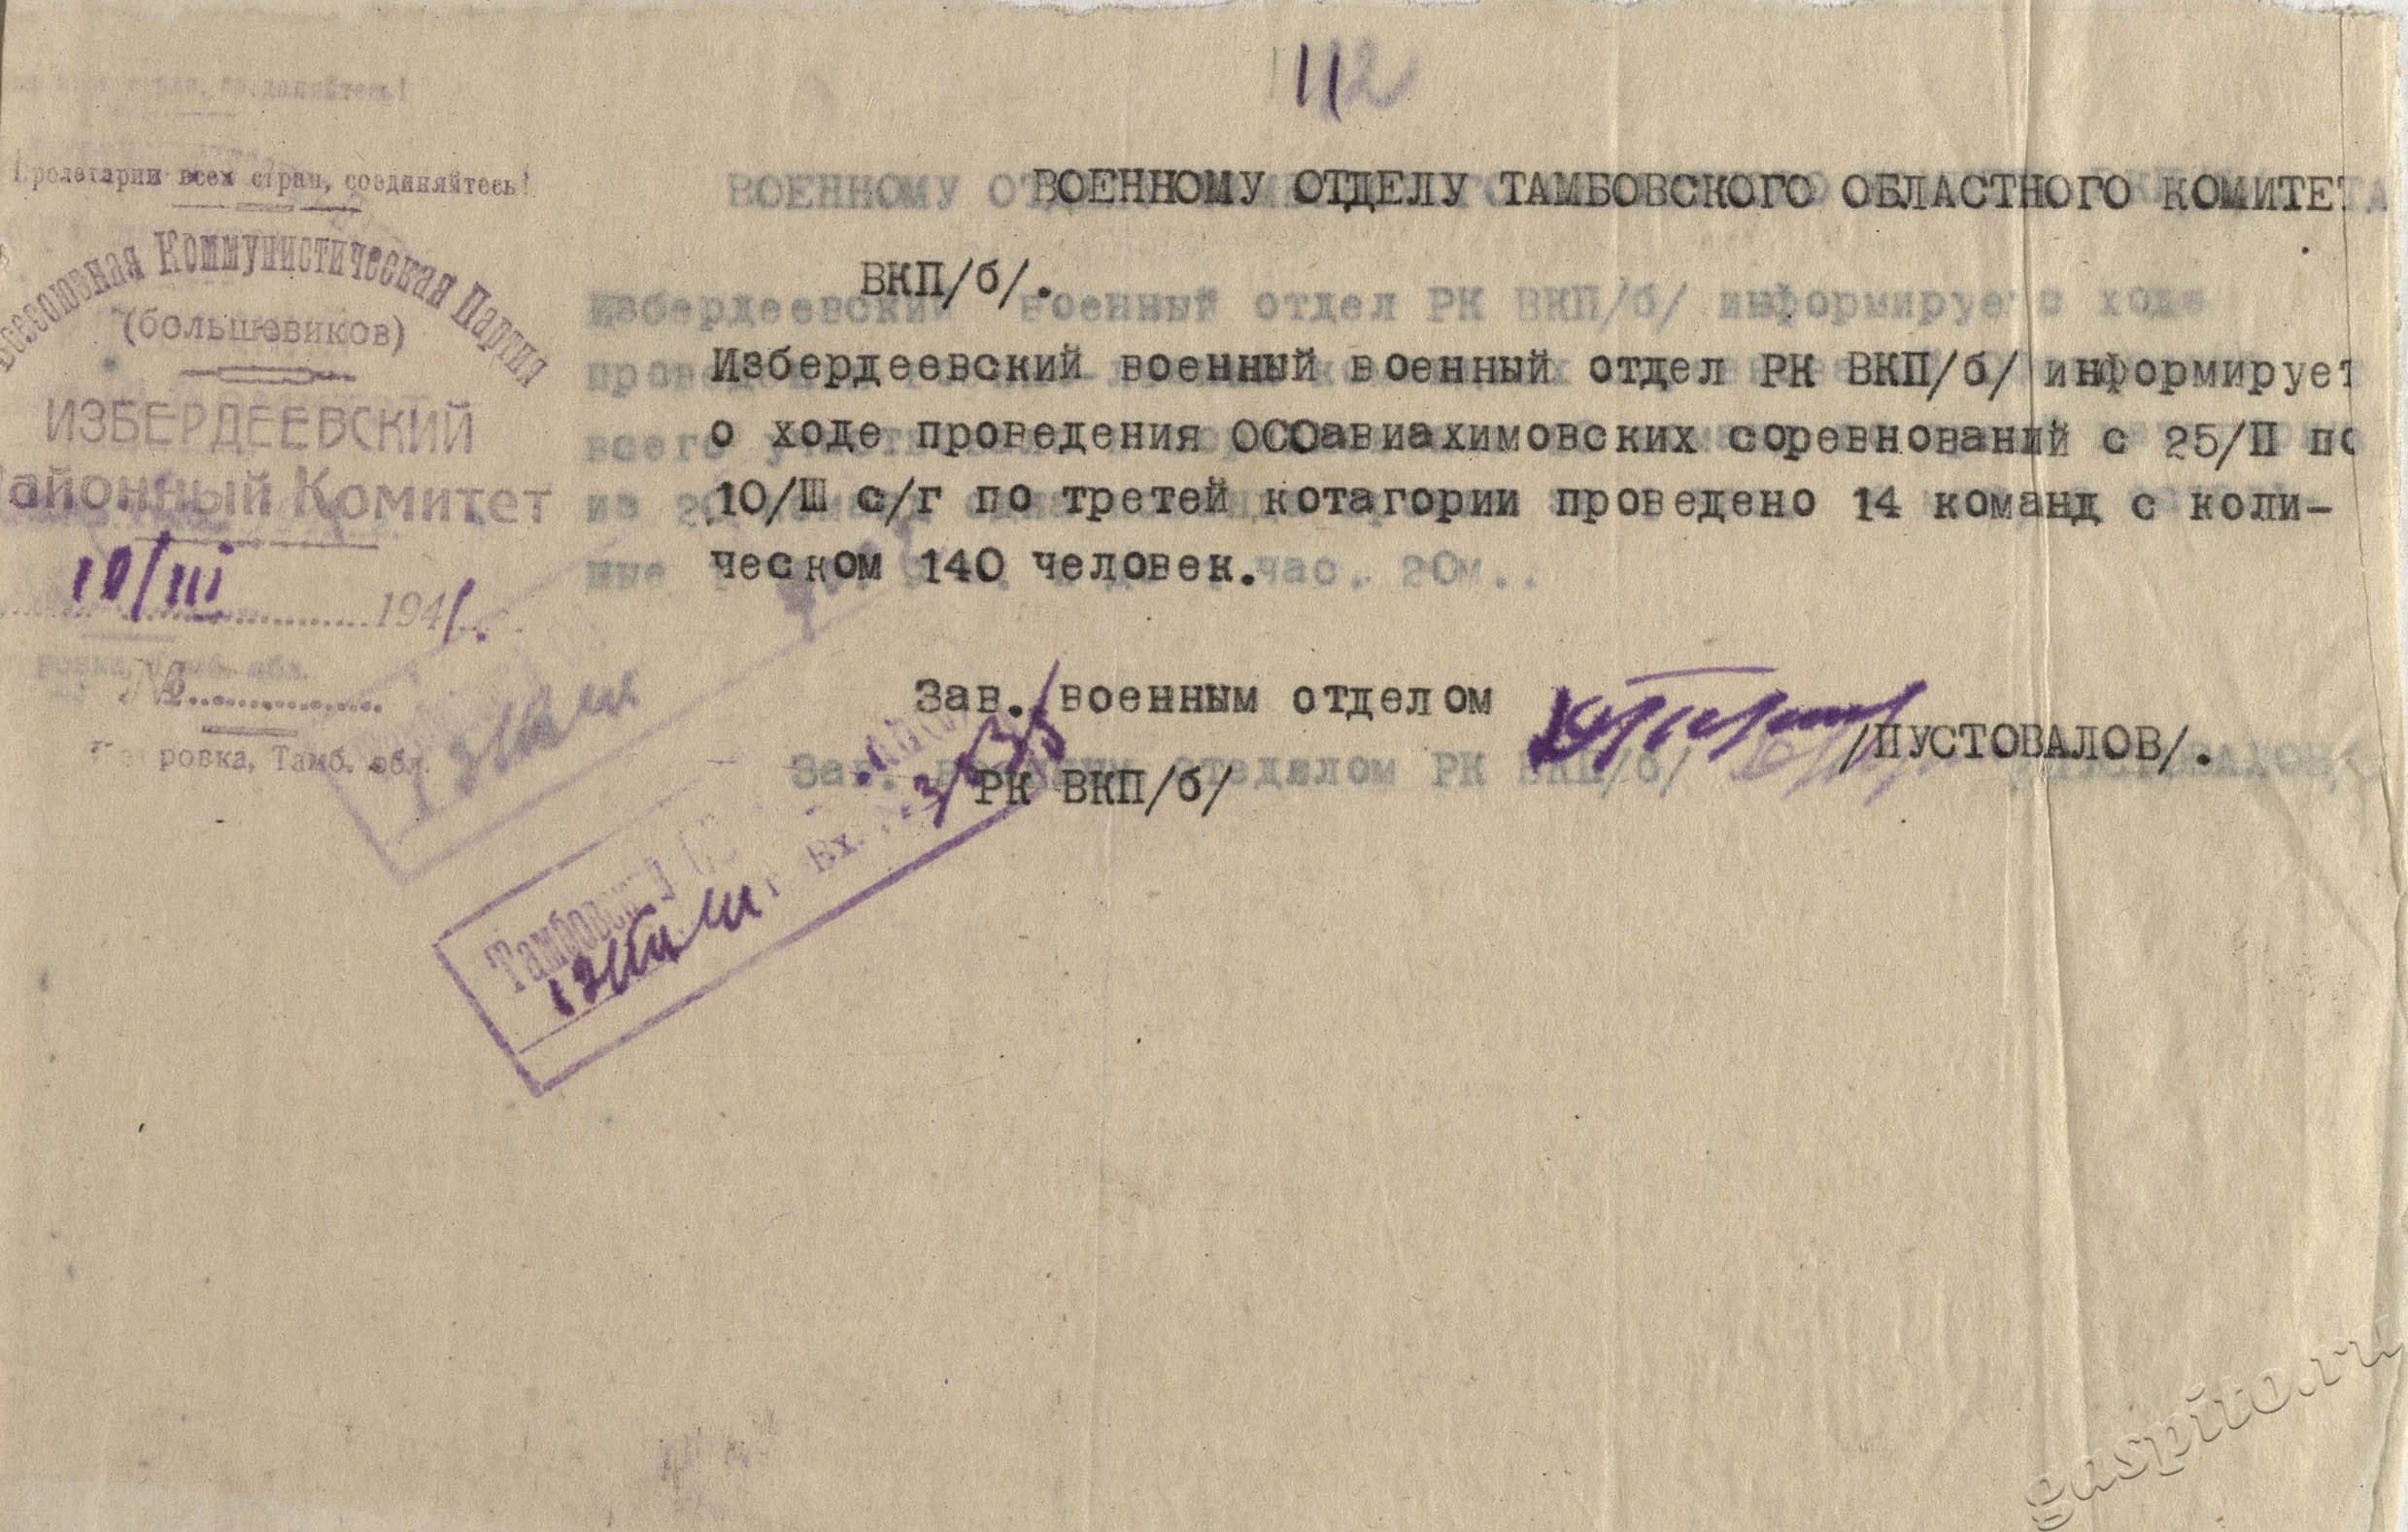 112
Пролетарии всех стран, соединяйтесь!
Всесоюзная Коммунистическая Партия
(большевиков)
ИЗБЕРДЕЕВСКИЙ
Районный Комитет
10/III 1941.
№
Петровка, Тамб. обл.
ВОЕННОМУ ОТДЕЛУ ТАМБОВСКОГО ОБЛАСТНОГО КОМИТЕТ
ВКП/б/.
Избердеевский военный военный отдел РК ВКП/б/ информирует
о ходе проведения ОСОавиахимовских соревнований с 25/II по
10/Ш с/г по третей котагории проведено 14 команд с коли-
ческом 140 человек.
Зав. военным отделом
/ПУСТОВАЛОВ/.
РК ВКП/б/
Тамбовский
Вх.
gaspito.ru